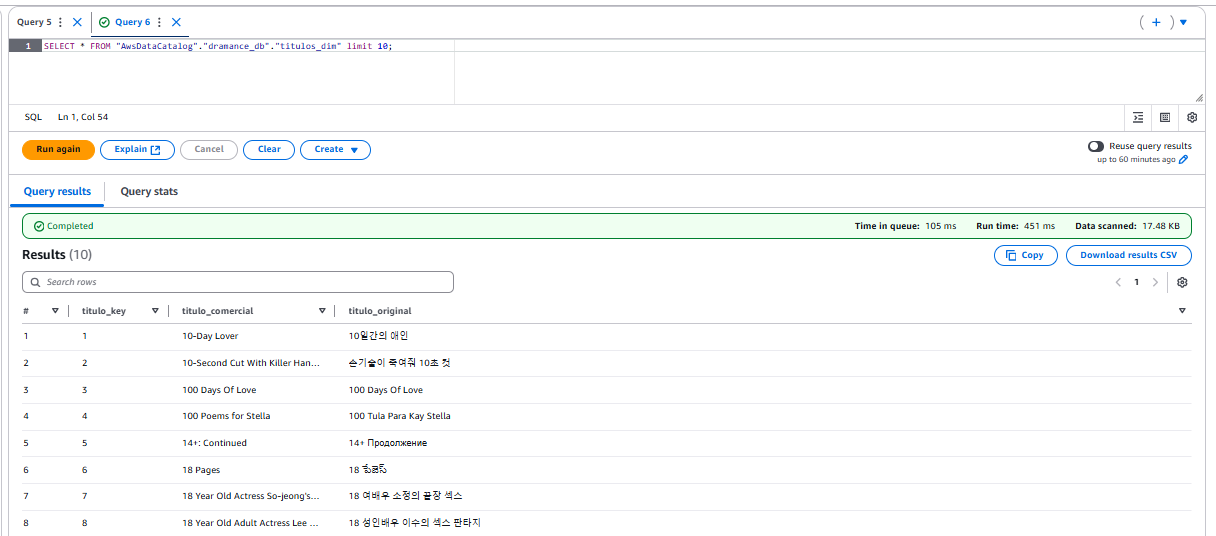 Query 5
Query 6
1 SELECT * FROM "AwsDataCatalog"."dramance_db"."titulos_dim" limit 10;
SQL Ln 1, Col 54
Run again Explain Cancel Clear Create
Reuse query results
up to 60 minutes ago
Query results Query stats
Completed Time in queue: 105 ms Run time: 451 ms Data scanned: 17.48 KB
Results (10) Copy Download results CSV
Search rows 1
# titulo_key titulo_comercial titulo_original
1 1 10-Day Lover 10일간의 애인
2 2 10-Second Cut With Killer Han... 손기술이 죽여줘 10초 컷
3 3 100 Days Of Love 100 Days Of Love
4 4 100 Poems for Stella 100 Tula Para Kay Stella
5 5 14+: Continued 14+ Продолжение
6 6 18 Pages 18 పేజెస్
7 7 18 Year Old Actress So-jeong's... 18 여배우 소정의 끝장 섹스
8 8 18 Year Old Adult Actress Lee ... 18 성인배우 이수의 섹스 판타지